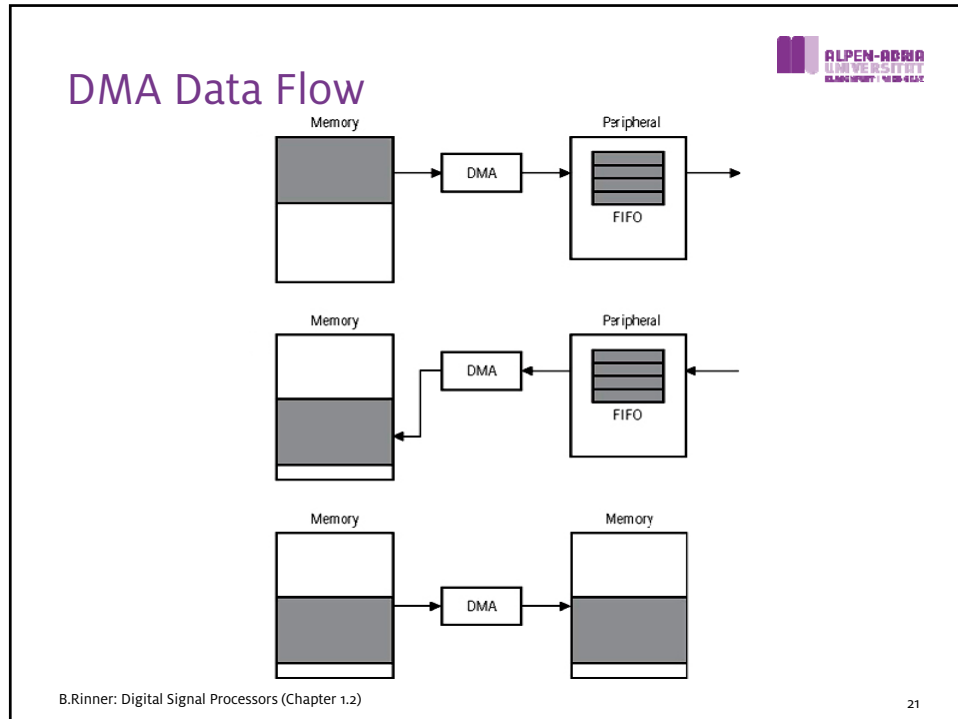 DMA Data Flow
ALPEN-ADRIA
UNIVERSITÄT
Memory
Peripheral
DMA
FIFO
Memory
Peripheral
DMA
FIFO
Memory
Memory
DMA
B.Rinner: Digital Signal Processors (Chapter 1.2)
21